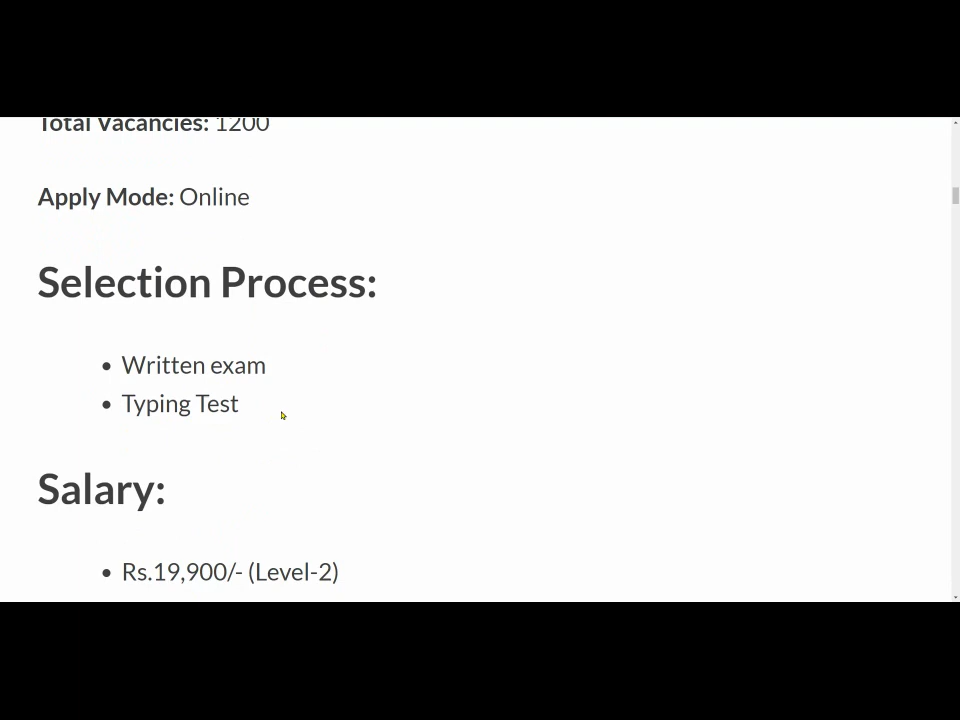 Total Vacancies: 1200
Apply Mode: Online
Selection Process:
• Written exam
• Typing Test
Salary:
• Rs.19,900/- (Level-2)